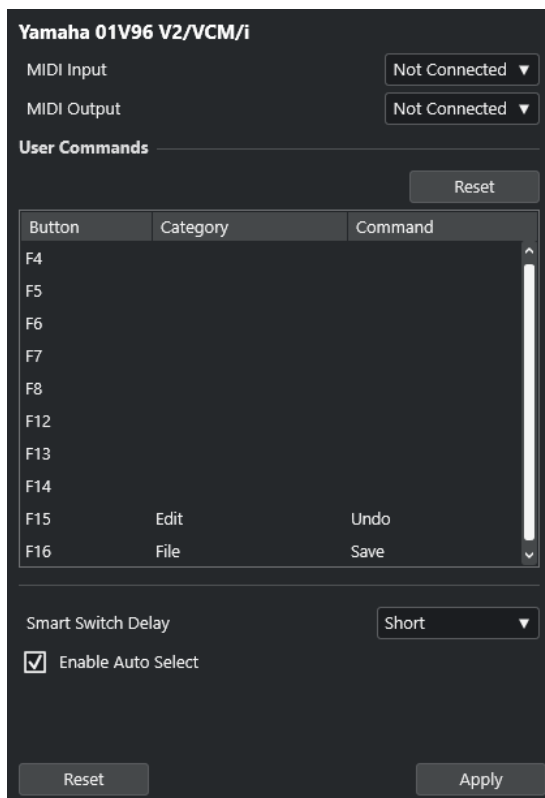 Yamaha 01V96 V2/VCM/i
MIDI Input Not Connected
MIDI Output Not Connected
User Commands
Reset
Button Category Command
F4
F5
F6
F7
F8
F12
F13
F14
F15 Edit Undo
F16 File Save
Smart Switch Delay Short
Enable Auto Select
Reset Apply